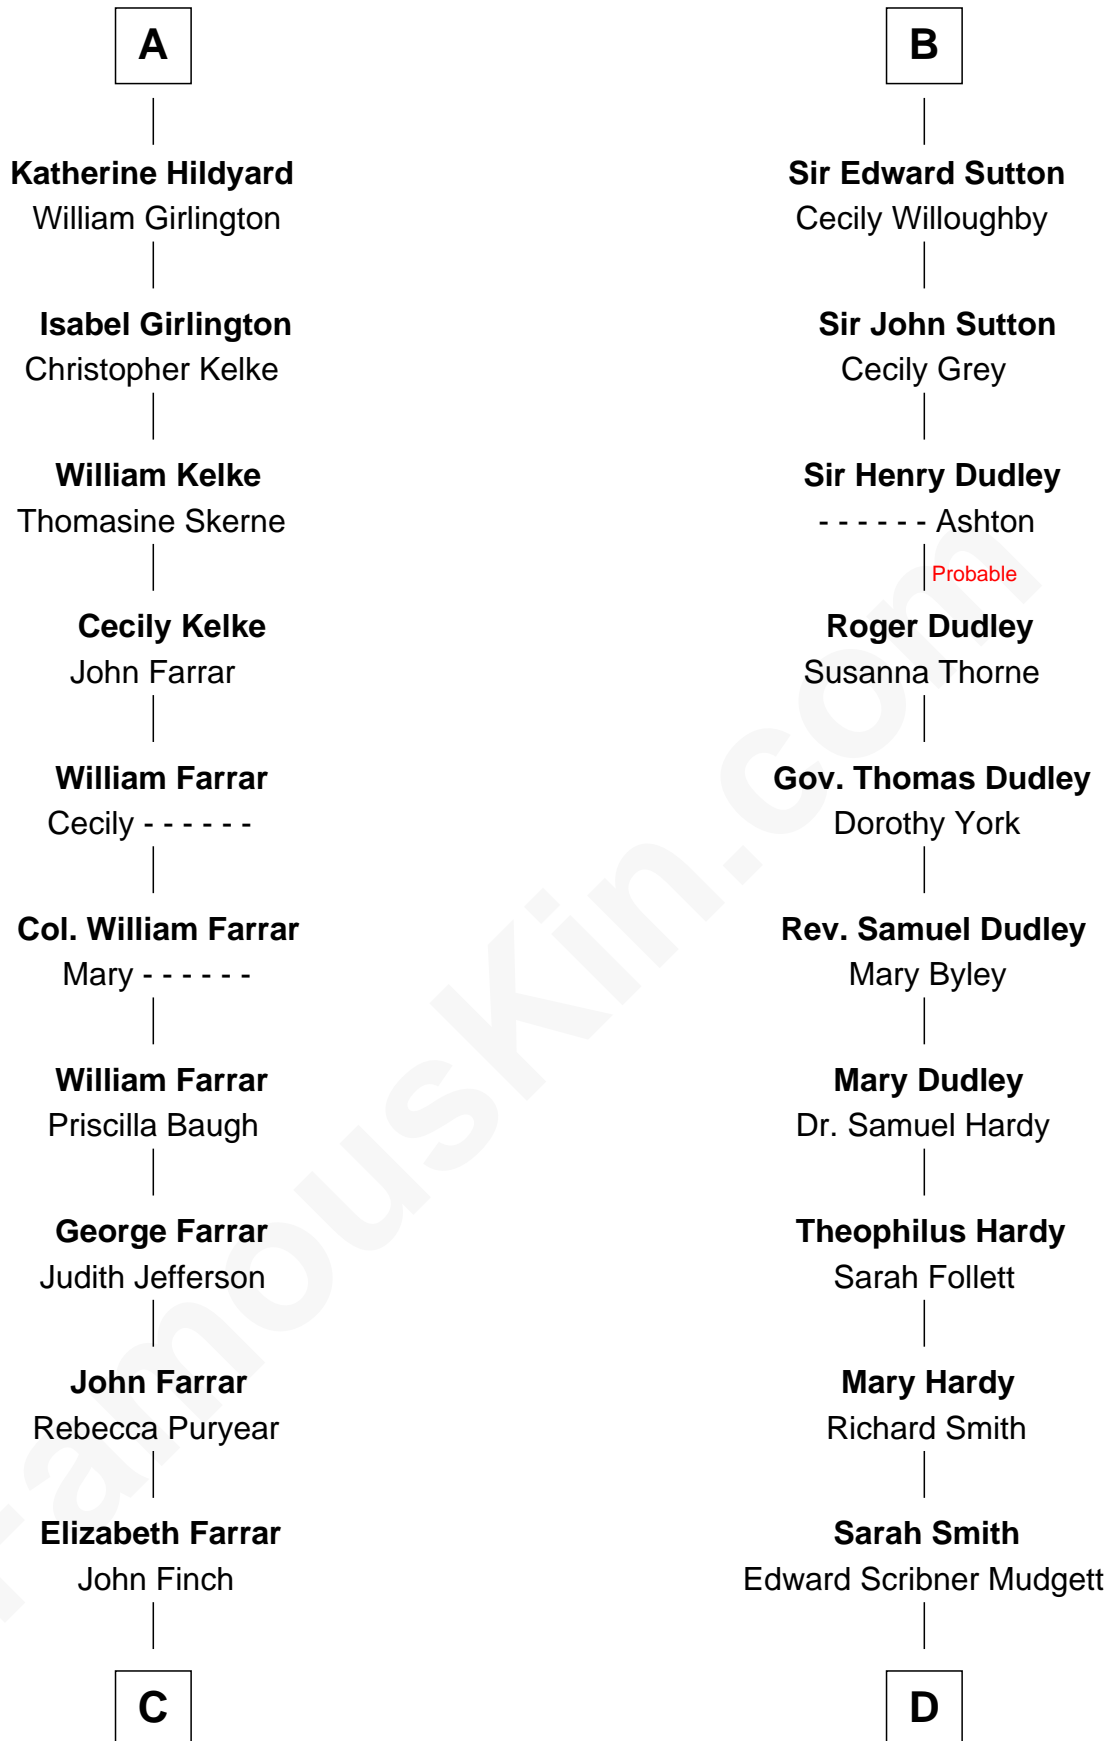 A
Katherine Hildyard
William Girlington
Isabel Girlington
Christopher Kelke
William Kelke
Thomasine Skerne
Cecily Kelke
John Farrar
William Farrar
Cecily - - - - - -
Col. William Farrar
Mary - - - - - -
William Farrar
Priscilla Baugh
George Farrar
Judith Jefferson
John Farrar
Rebecca Puryear
Elizabeth Farrar
John Finch
C
B
Sir Edward Sutton
Cecily Willoughby
Sir John Sutton
Cecily Grey
Sir Henry Dudley
- - - - - - Ashton
Probable
Roger Dudley
Susanna Thorne
Gov. Thomas Dudley
Dorothy York
Rev. Samuel Dudley
Mary Byley
Mary Dudley
Dr. Samuel Hardy
Theophilus Hardy
Sarah Follett
Mary Hardy
Richard Smith
Sarah Smith
Edward Scribner Mudgett
D
FamousKin.com